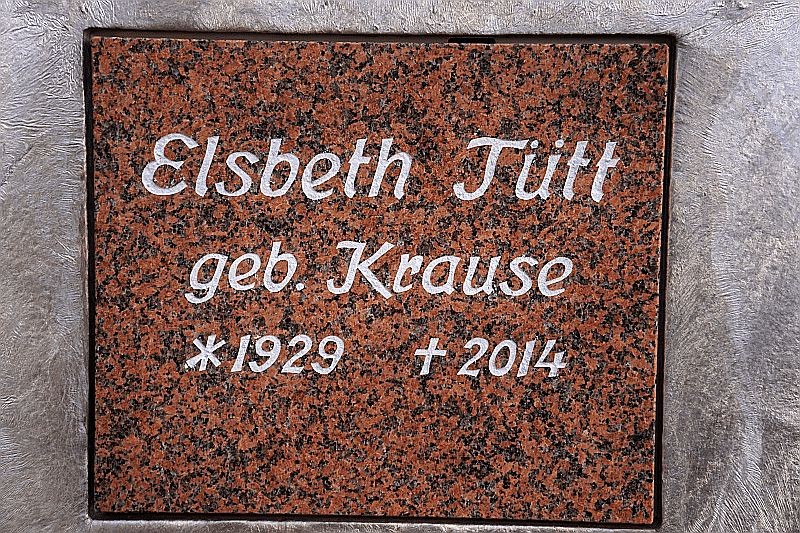 Elsbeth Tütt
geb. Krause
*1929 †2014